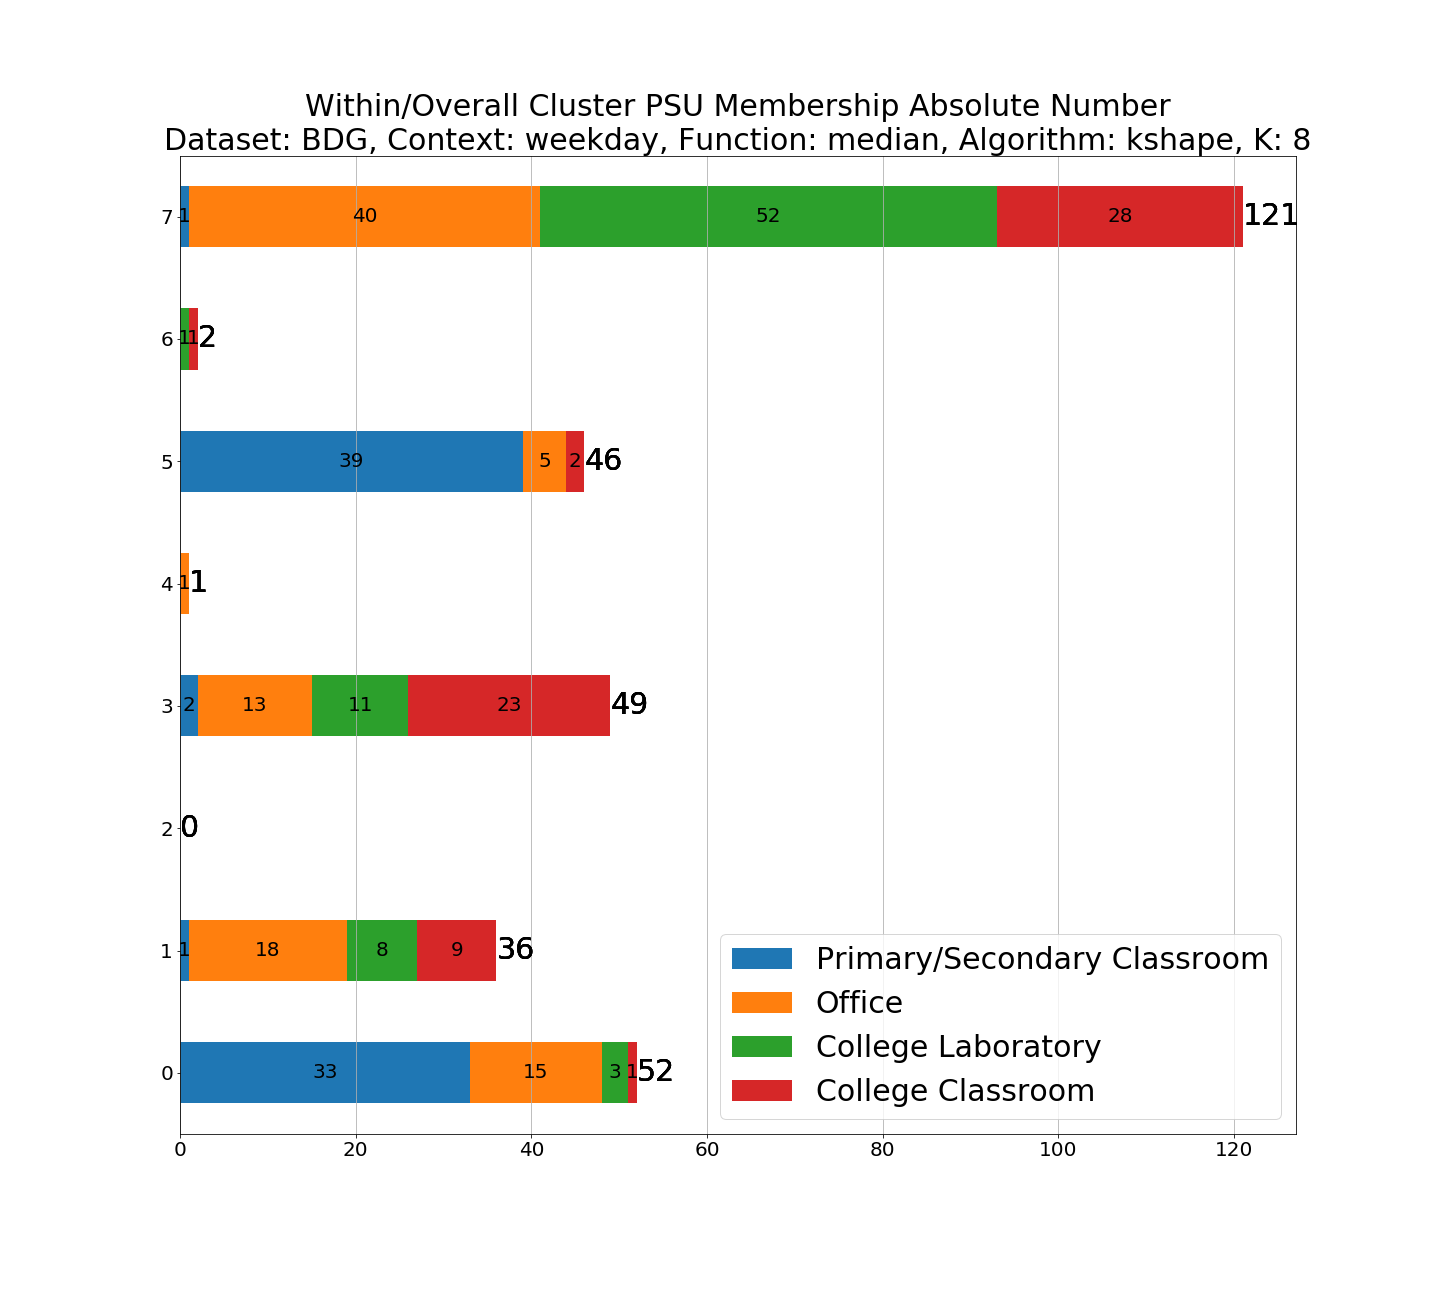 Within/Overall Cluster PSU Membership Absolute Number
Dataset: BDG, Context: weekday, Function: median, Algorithm: kshape, K: 8
7 1 40 52 28 121
6 1 1 2
5 39 5 2 46
4 1 1
3 2 13 11 23 49
2 0
1 1 18 8 9 36
0 33 15 3 1 52
Primary/Secondary Classroom
Office
College Laboratory
College Classroom
0 20 40 60 80 100 120